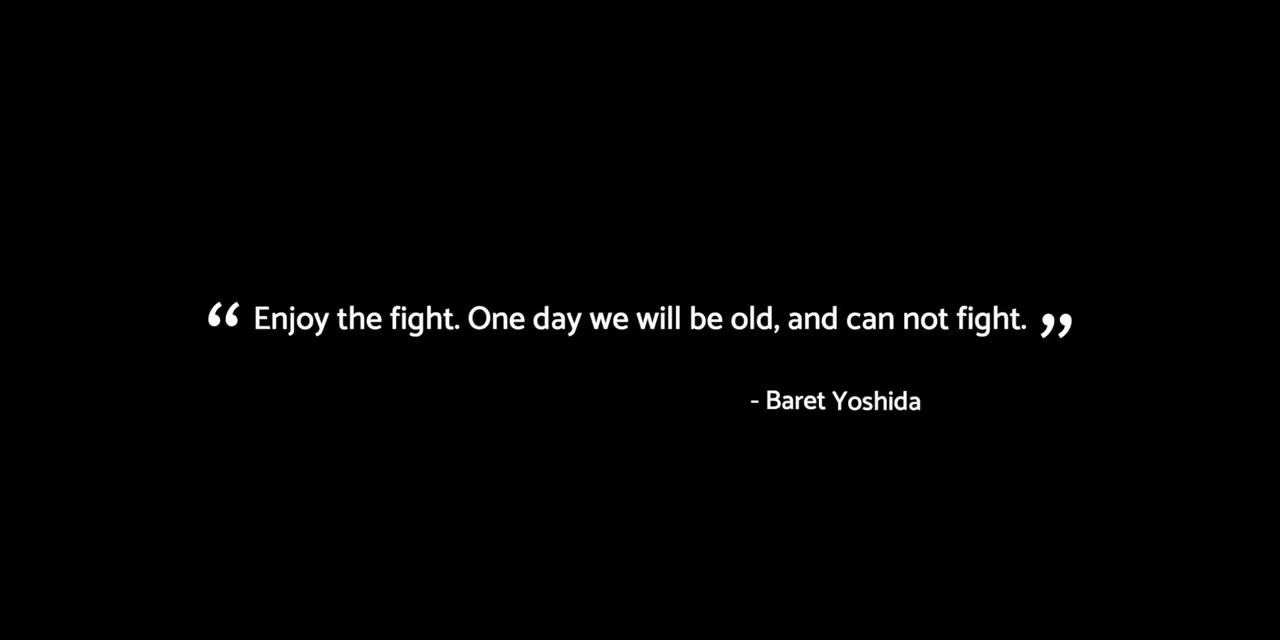 “ Enjoy the fight. One day we will be old, and can not fight. ”
- Baret Yoshida